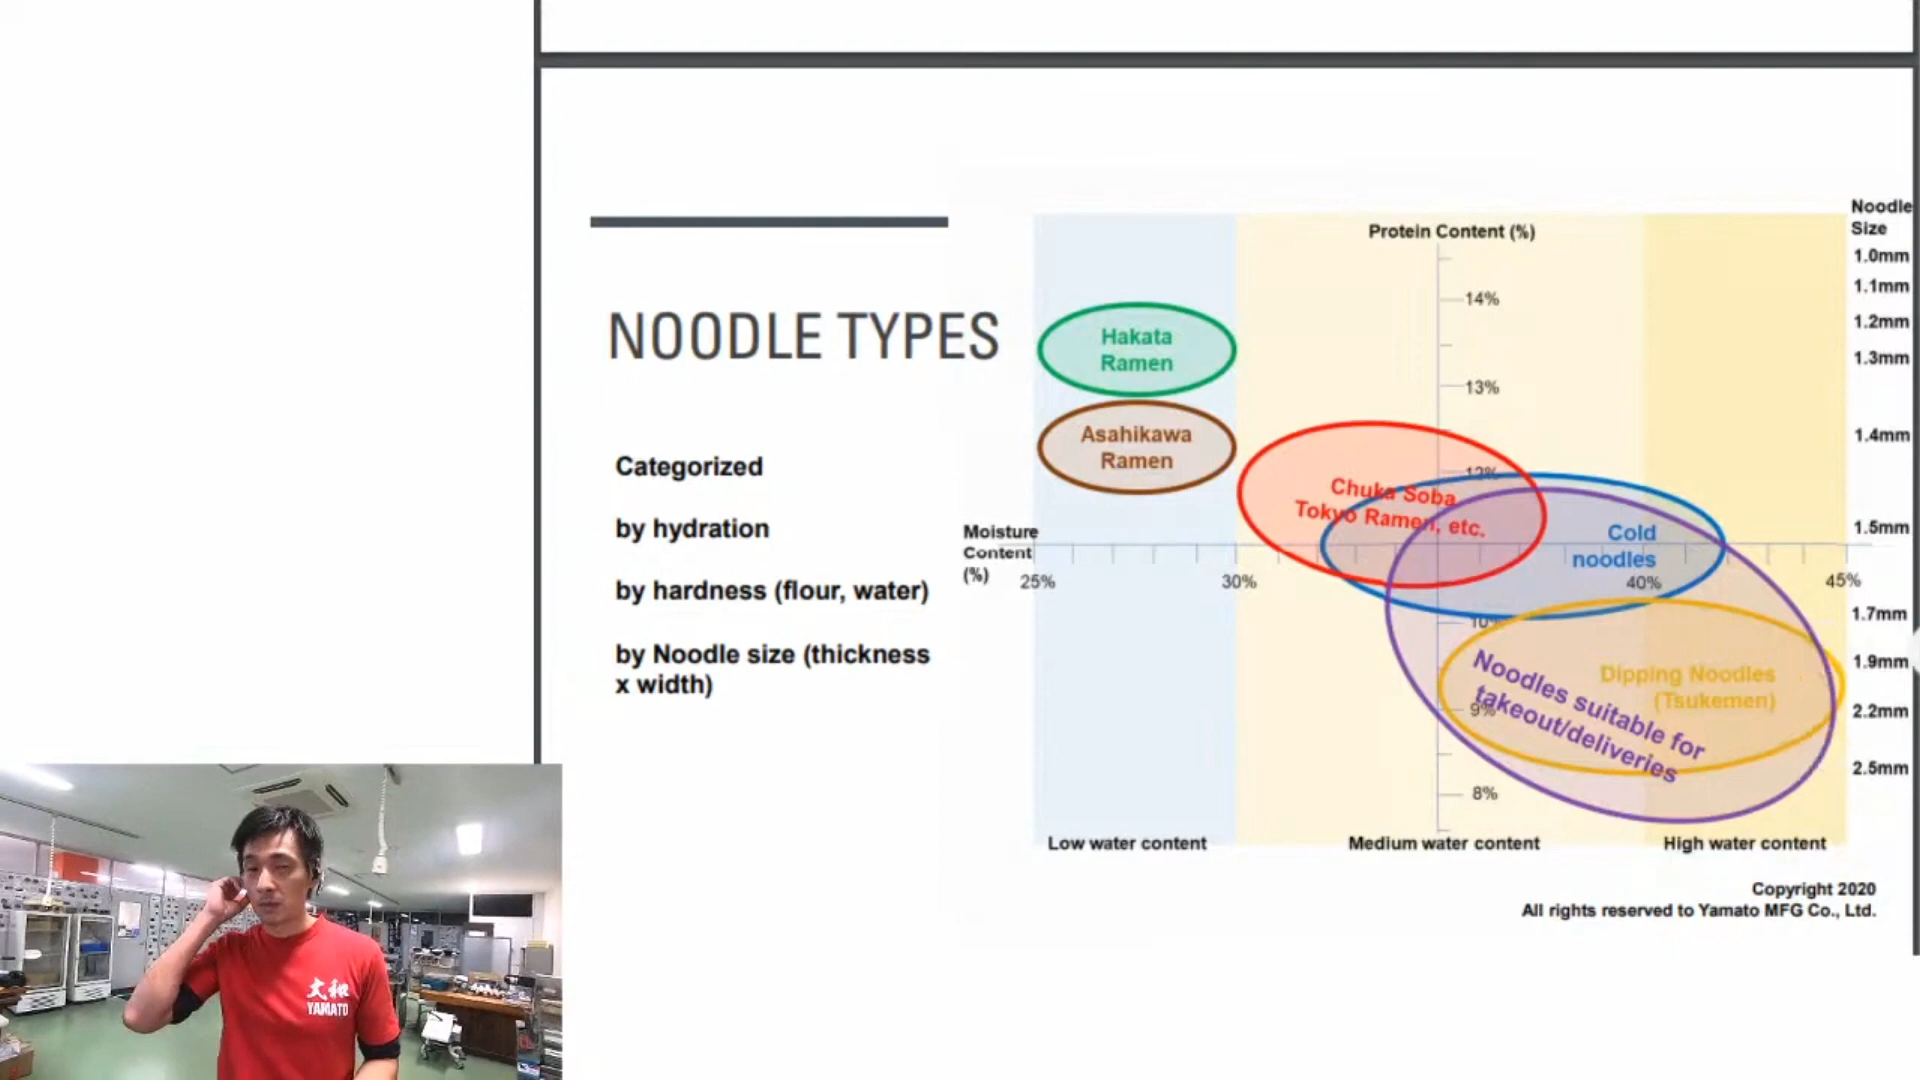 NOODLE TYPES
Categorized
by hydration
by hardness (flour, water)
by Noodle size (thickness
x width)
Protein Content (%)
14%
13%
12%
10%
9%
8%
Moisture
Content
(%)
25%
30%
40%
45%
Hakata
Ramen
Asahikawa
Ramen
Chuka Soba
Tokyo Ramen, etc.
Cold
noodles
Dipping Noodles
(Tsukemen)
Noodles suitable for
takeout/deliveries
Low water content
Medium water content
High water content
Noodle
Size
1.0mm
1.1mm
1.2mm
1.3mm
1.4mm
1.5mm
1.7mm
1.9mm
2.2mm
2.5mm
Copyright 2020
All rights reserved to Yamato MFG Co., Ltd.
大和
YAMATO